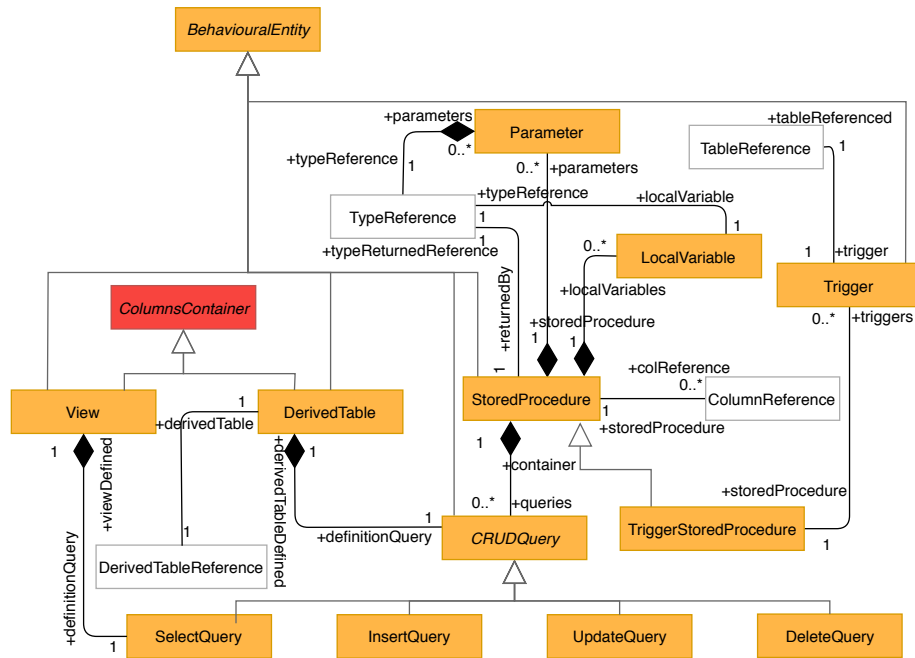 BehaviouralEntity
+parameters
Parameter
+tableReferenced
0..*
TableReference
1
+typeReference
0..*
+parameters
1
+typeReference
+localVariable
TypeReference
1
1
+typeReturnedReference
1
0..*
LocalVariable
1
+trigger
Trigger
+localVariables
ColumnsContainer
+returnedBy
+storedProcedure
0..*
+triggers
1
1
+colReference
1
0..*
View
1
DerivedTable
StoredProcedure
ColumnReference
+derivedTable
1
+storedProcedure
1
+viewDefined
+derivedTableDefined
1
1
+container
+storedProcedure
0..*
+queries
1
1
+definitionQuery
CRUDQuery
TriggerStoredProcedure
1
DerivedTableReference
+definitionQuery
1
SelectQuery
InsertQuery
UpdateQuery
DeleteQuery